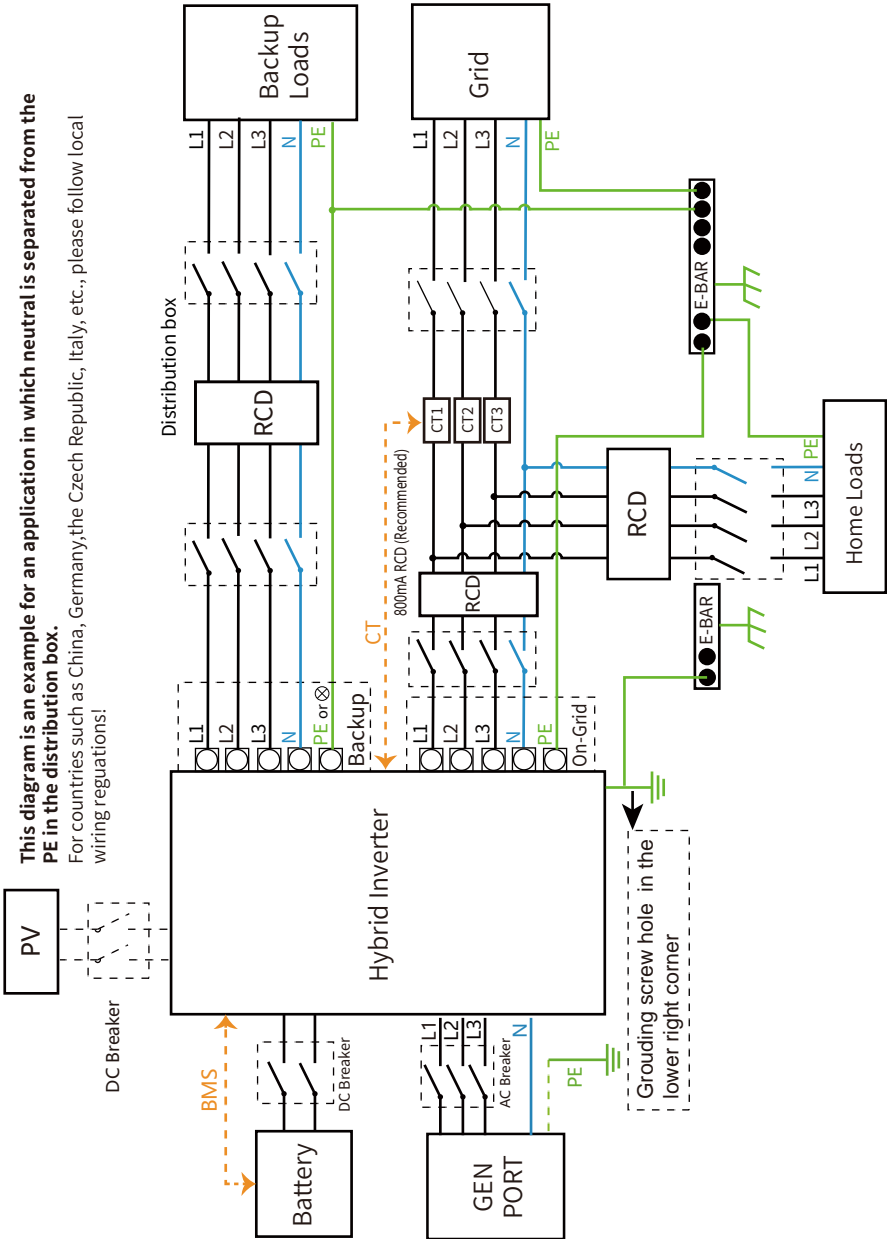 This diagram is an example for an application in which neutral is separated from the
PE in the distribution box.
For countries such as China, Germany,the Czech Republic, Italy, etc., please follow local
wiring reguations!
PV
DC Breaker
Distribution box
Backup
Loads
L1
L2
L3
N
PE
RCD
L1
L2
L3
N
PE or
Backup
BMS
Battery
DC Breaker
Hybrid Inverter
CT
800mA RCD (Recommended)
Grid
L1
L2
L3
N
PE
CT1
CT2
CT3
RCD
L1
L2
L3
N
PE
On-Grid
GEN
PORT
L1
L2
L3
N
AC Breaker
PE
Grouding screw hole in the
lower right corner
RCD
E-BAR
E-BAR
L1
L2
L3
N
PE
Home Loads